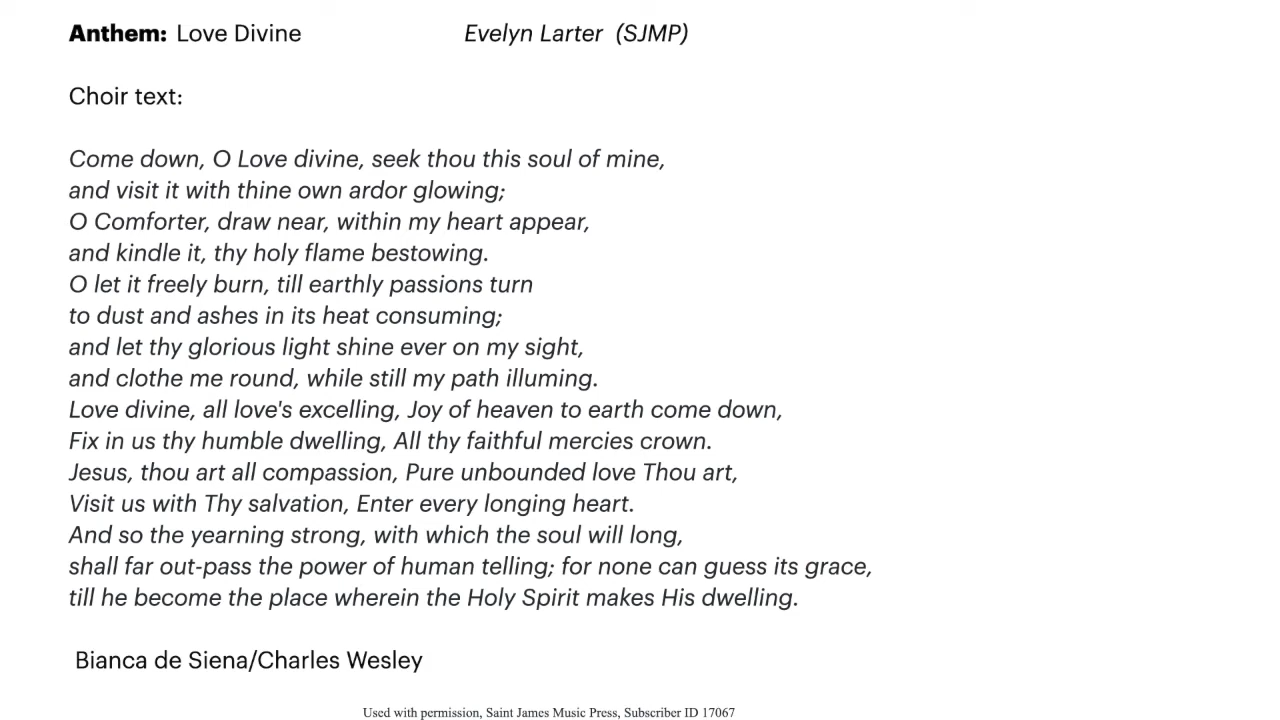 Anthem: Love Divine Evelyn Larter (SJMP)
Choir text:
Come down, O Love divine, seek thou this soul of mine,
and visit it with thine own ardor glowing;
O Comforter, draw near, within my heart appear,
and kindle it, thy holy flame bestowing.
O let it freely burn, till earthly passions turn
to dust and ashes in its heat consuming;
and let thy glorious light shine ever on my sight,
and clothe me round, while still my path illuming.
Love divine, all love's excelling, Joy of heaven to earth come down,
Fix in us thy humble dwelling, All thy faithful mercies crown.
Jesus, thou art all compassion, Pure unbounded love Thou art,
Visit us with Thy salvation, Enter every longing heart.
And so the yearning strong, with which the soul will long,
shall far out-pass the power of human telling; for none can guess its grace,
till he become the place wherein the Holy Spirit makes His dwelling.
Bianca de Siena/Charles Wesley
Used with permission, Saint James Music Press, Subscriber ID 17067